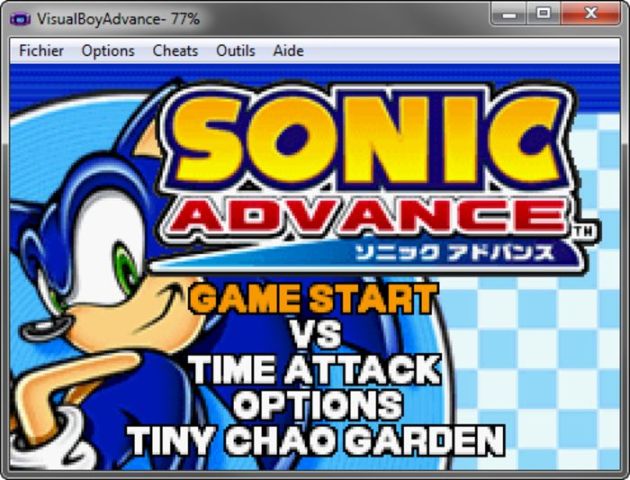 VisualBoyAdvance- 77%
Fichier Options Cheats Outils Aide
SONIC
ADVANCE
TM
ソニック アドバンス
GAME START
VS
TIME ATTACK
OPTIONS
TINY CHAO GARDEN